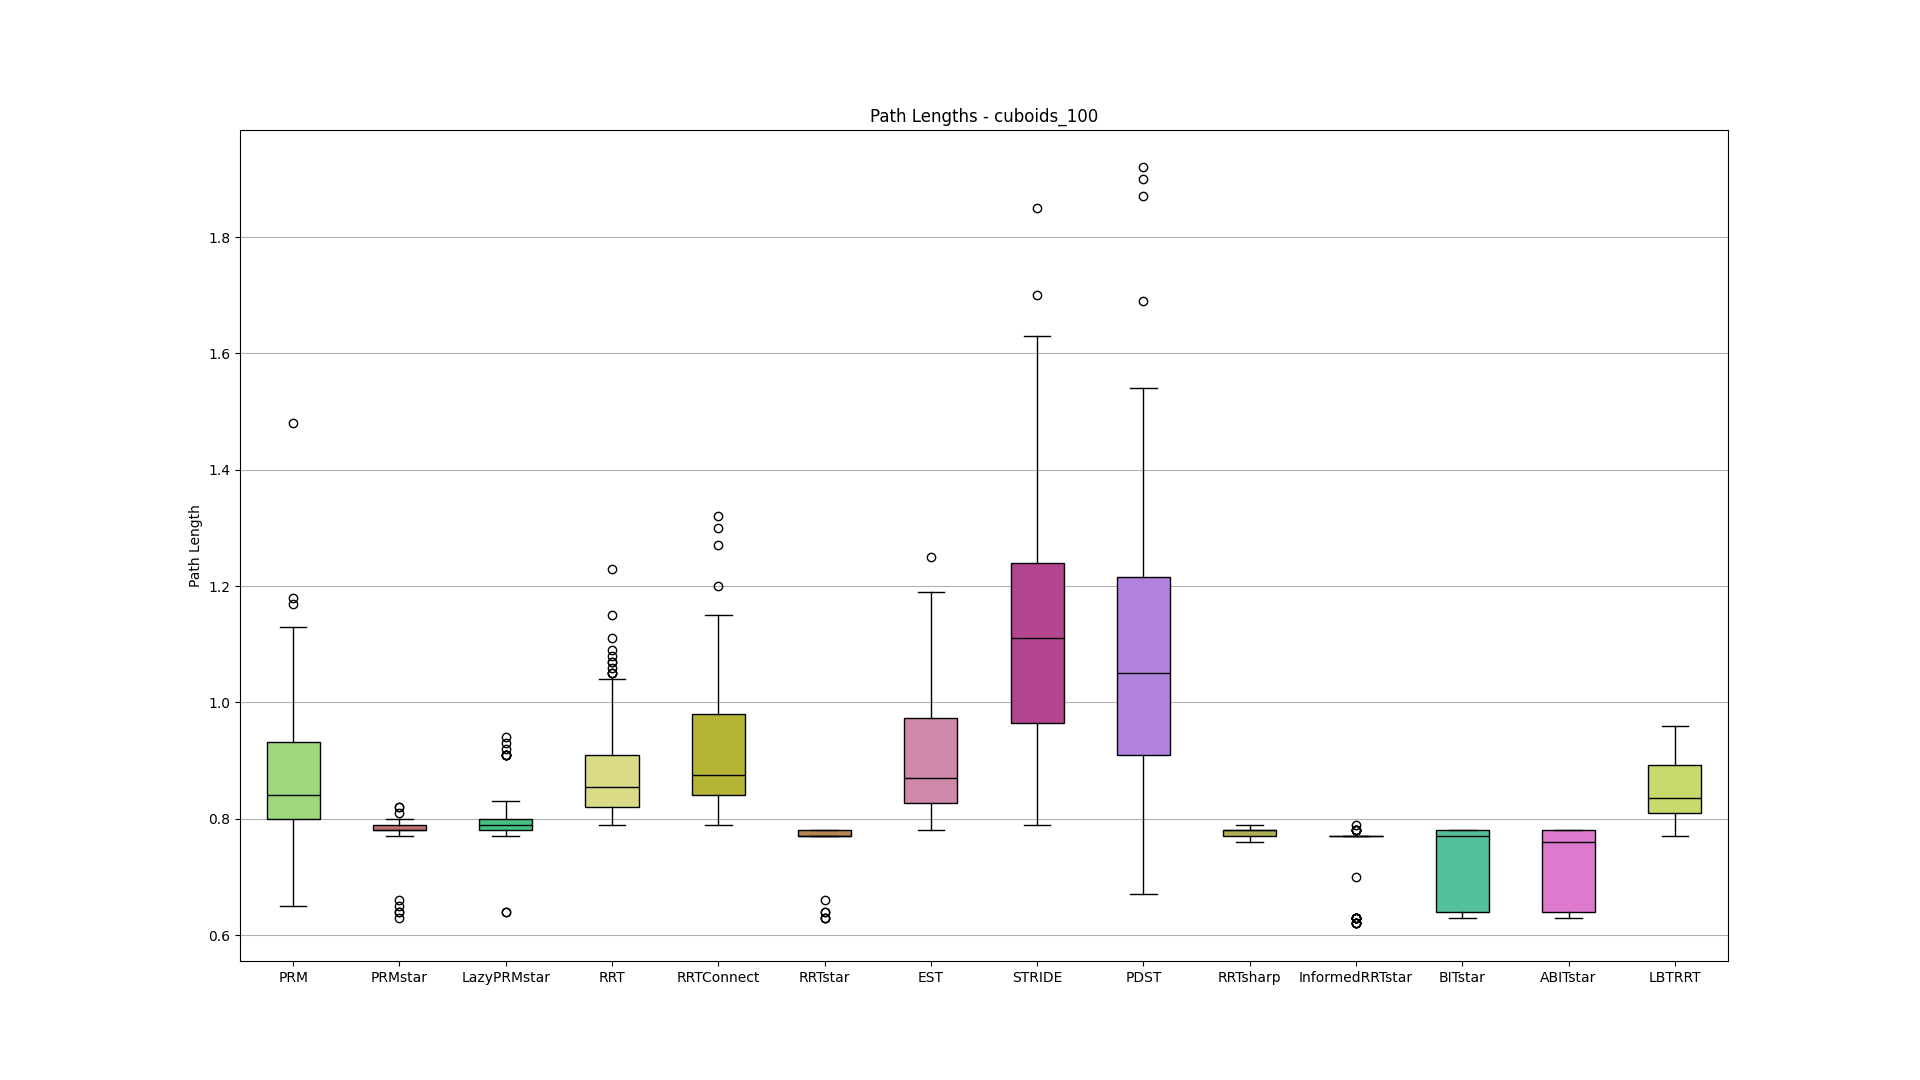 Path Lengths - cuboids_100
Path Length
1.8
1.6
1.4
1.2
1.0
0.8
0.6
PRM PRMstar LazyPRMstar RRT RRTConnect RRTstar EST STRIDE PDST RRTsharp InformedRRTstar BITstar ABITstar LBTRRT